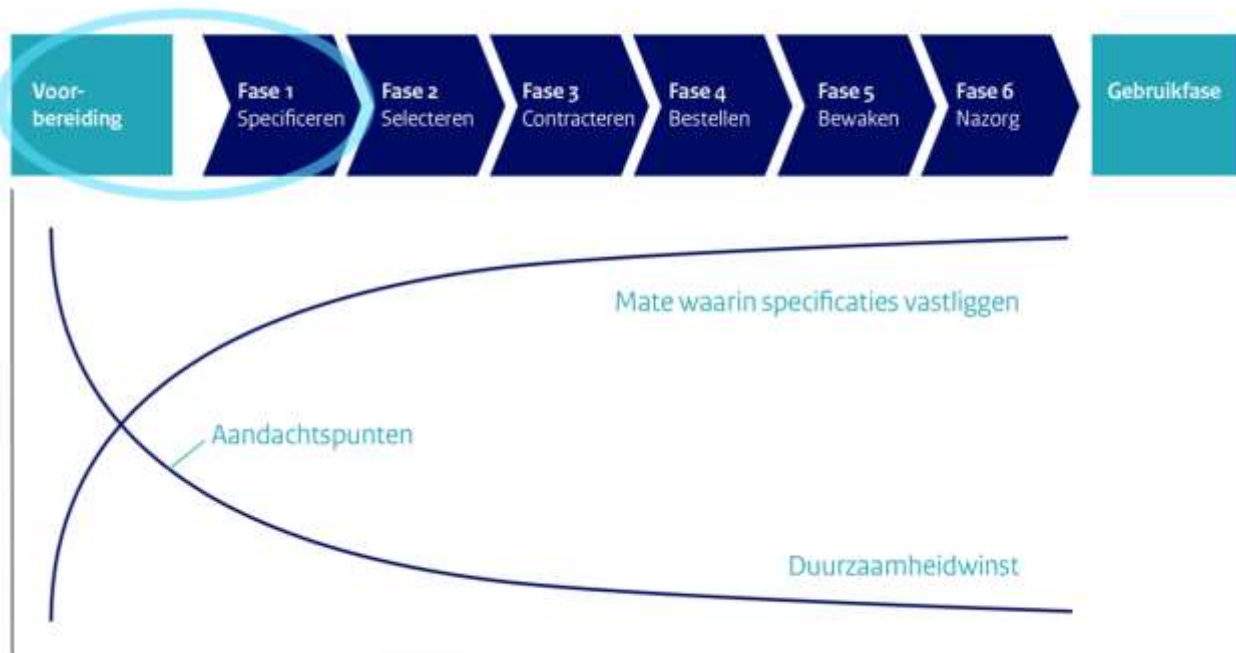 Voor-
bereiding
Fase 1
Specificeren
Fase 2
Selecteren
Fase 3
Contracteren
Fase 4
Bestellen
Fase 5
Bewaken
Fase 6
Nazorg
Gebruikfase
Mate waarin specificaties vastliggen
Aandachtspunten
Duurzaamheidwinst